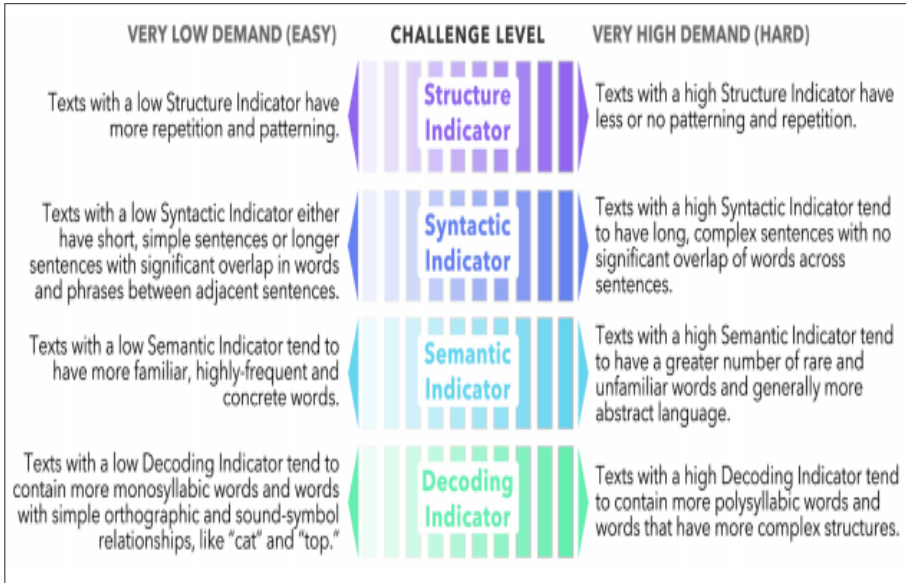 VERY LOW DEMAND (EASY)
CHALLENGE LEVEL
VERY HIGH DEMAND (HARD)
Texts with a low Structure Indicator have
more repetition and patterning.
Structure
Indicator
Texts with a high Structure Indicator have
less or no patterning and repetition.
Texts with a low Syntactic Indicator either
have short, simple sentences or longer
sentences with significant overlap in words
and phrases between adjacent sentences.
Syntactic
Indicator
Texts with a high Syntactic Indicator tend
to have long, complex sentences with no
significant overlap of words across
sentences.
Texts with a low Semantic Indicator tend to
have more familiar, highly-frequent and
concrete words.
Semantic
Indicator
Texts with a high Semantic Indicator tend
to have a greater number of rare and
unfamiliar words and generally more
abstract language.
Texts with a low Decoding Indicator tend to
contain more monosyllabic words and words
with simple orthographic and sound-symbol
relationships, like “cat” and “top.”
Decoding
Indicator
Texts with a high Decoding Indicator tend
to contain more polysyllabic words and
words that have more complex structures.